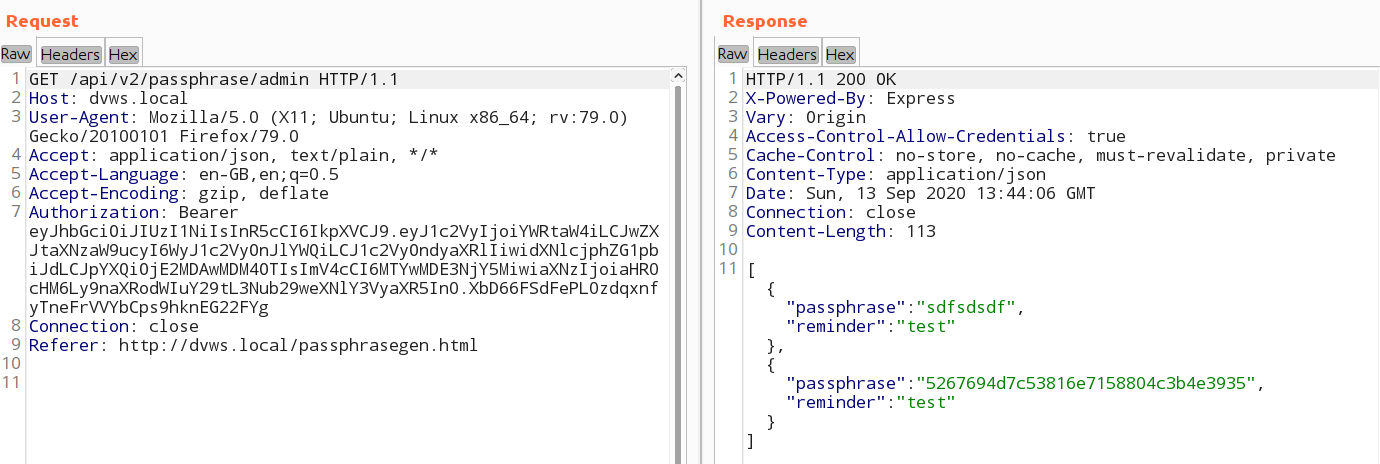 Request
Raw Headers Hex
1 GET /api/v2/passphrase/admin HTTP/1.1
2 Host: dvws.local
3 User-Agent: Mozilla/5.0 (X11; Ubuntu; Linux x86_64; rv:79.0)
Gecko/20100101 Firefox/79.0
4 Accept: application/json, text/plain, */*
5 Accept-Language: en-GB,en;q=0.5
6 Accept-Encoding: gzip, deflate
7 Authorization: Bearer
eyJhbGciOiJIUzI1NiIsInR5cCI6IkpXVCJ9.eyJ1c2VyIjoiYWRtaW4iLCJwZX
JtaXNzaW9ucyI6WyJ1c2VyOnJlYWQiLCJ1c2VyOndyaXRlIiwidXNlcjphZG1pb
iJdLCJpYXQiOjE2MDAwMDM4OTIsImV4cCI6MTYwMDE3NjY5MiwiaXNzIjoiaHR0
cHM6Ly9naXRodWIuY29tL3Nub29weXNlY3VyaXR5In0.XbD66FSdFePL0zdqxnf
yTneFrVVYbCps9hknEG22FYg
8 Connection: close
9 Referer: http://dvws.local/passphrasegen.html
10
11
Response
Raw Headers Hex
1 HTTP/1.1 200 OK
2 X-Powered-By: Express
3 Vary: Origin
4 Access-Control-Allow-Credentials: true
5 Cache-Control: no-store, no-cache, must-revalidate, private
6 Content-Type: application/json
7 Date: Sun, 13 Sep 2020 13:44:06 GMT
8 Connection: close
9 Content-Length: 113
10
11 [
{
"passphrase":"sdfsdsdf",
"reminder":"test"
},
{
"passphrase":"5267694d7c53816e7158804c3b4e3935",
"reminder":"test"
}
]